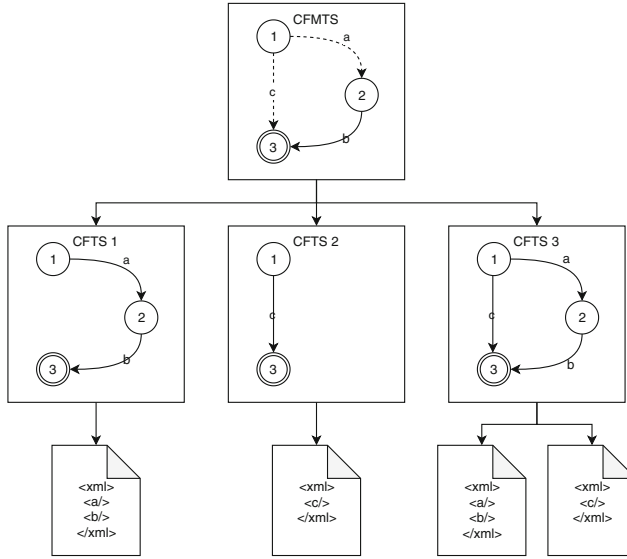 CFMTS
1
a
c
2
3
b
CFTS 1
1
a
2
3
b
CFTS 2
1
c
3
CFTS 3
1
a
c
2
3
b
<xml>
<a/>
<b/>
</xml>
<xml>
<c/>
</xml>
<xml>
<a/>
<b/>
</xml>
<xml>
<c/>
</xml>